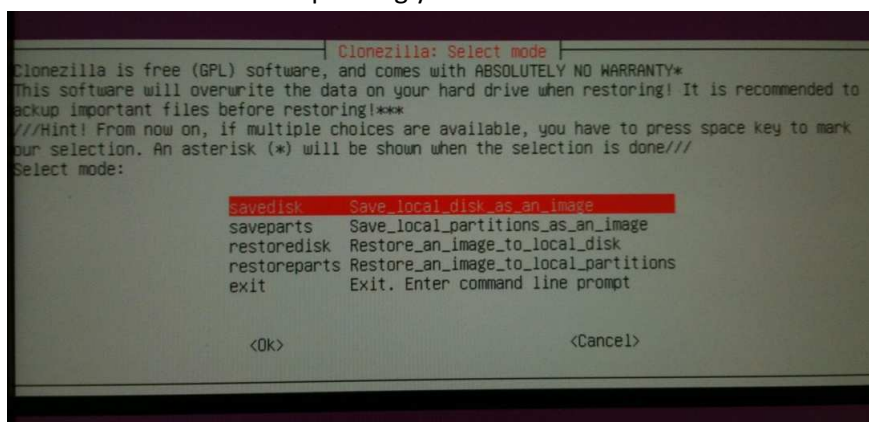 Clonezilla: Select mode
Clonezilla is free (GPL) software, and comes with ABSOLUTELY NO WARRANTY*
This software will overwrite the data on your hard drive when restoring! It is recommended to
ackup important files before restoring!***
///Hint! From now on, if multiple choices are available, you have to press space key to mark
our selection. An asterisk (*) will be shown when the selection is done///
Select mode:
savedisk Save_local_disk_as_an_image
saveparts Save_local_partitions_as_an_image
restoredisk Restore_an_image_to_local_disk
restoreparts Restore_an_image_to_local_partitions
exit Exit. Enter command line prompt
<Ok> <Cancel>